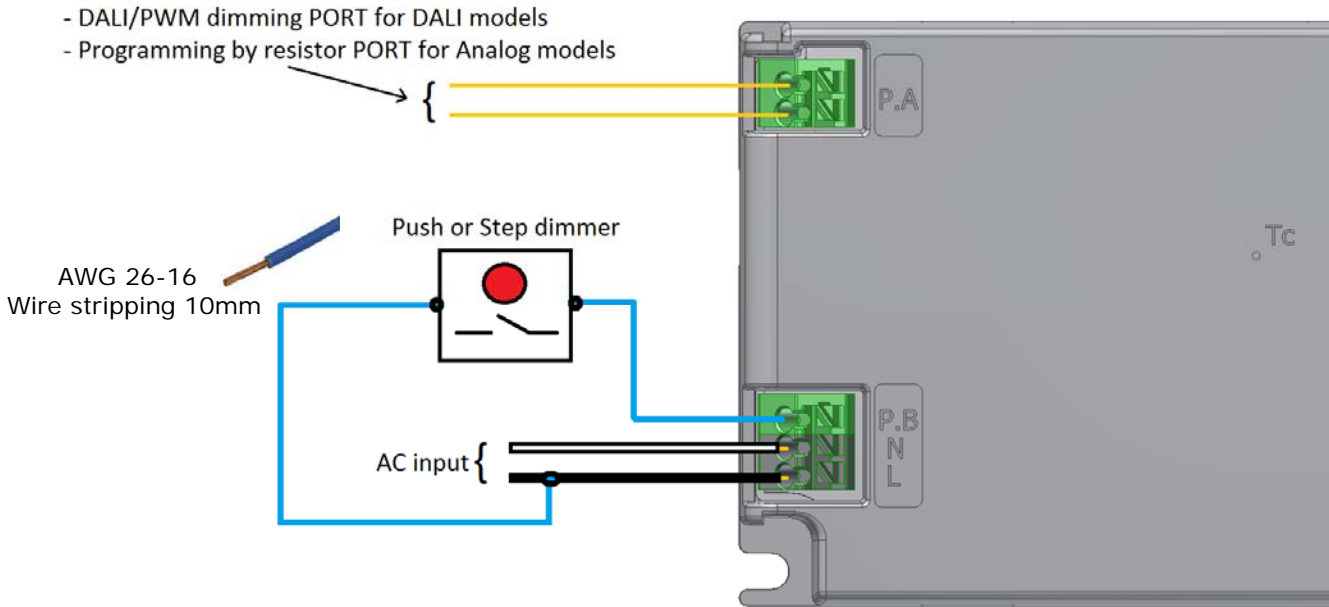 - DALI/PWM dimming PORT for DALI models
- Programming by resistor PORT for Analog models
P.A
Push or Step dimmer
AWG 26-16
Wire stripping 10mm
Tc
AC input
P.B
N
L